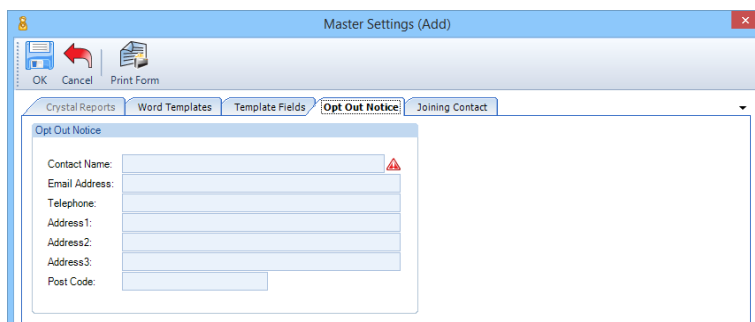 Master Settings (Add)
OK Cancel Print Form
Crystal Reports Word Templates Template Fields Opt Out Notice Joining Contact
Opt Out Notice
Contact Name:
Email Address:
Telephone:
Address1:
Address2:
Address3:
Post Code: